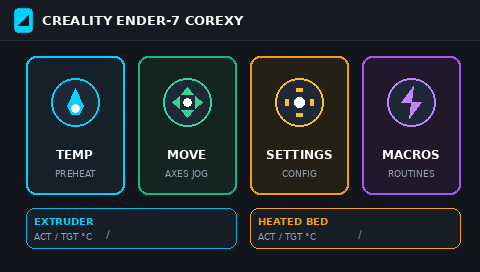 CREALITY ENDER-7 COREXY
TEMP
PREHEAT
MOVE
AXES JOG
SETTINGS
CONFIG
MACROS
ROUTINES
EXTRUDER
ACT / TGT °C /
HEATED BED
ACT / TGT °C /